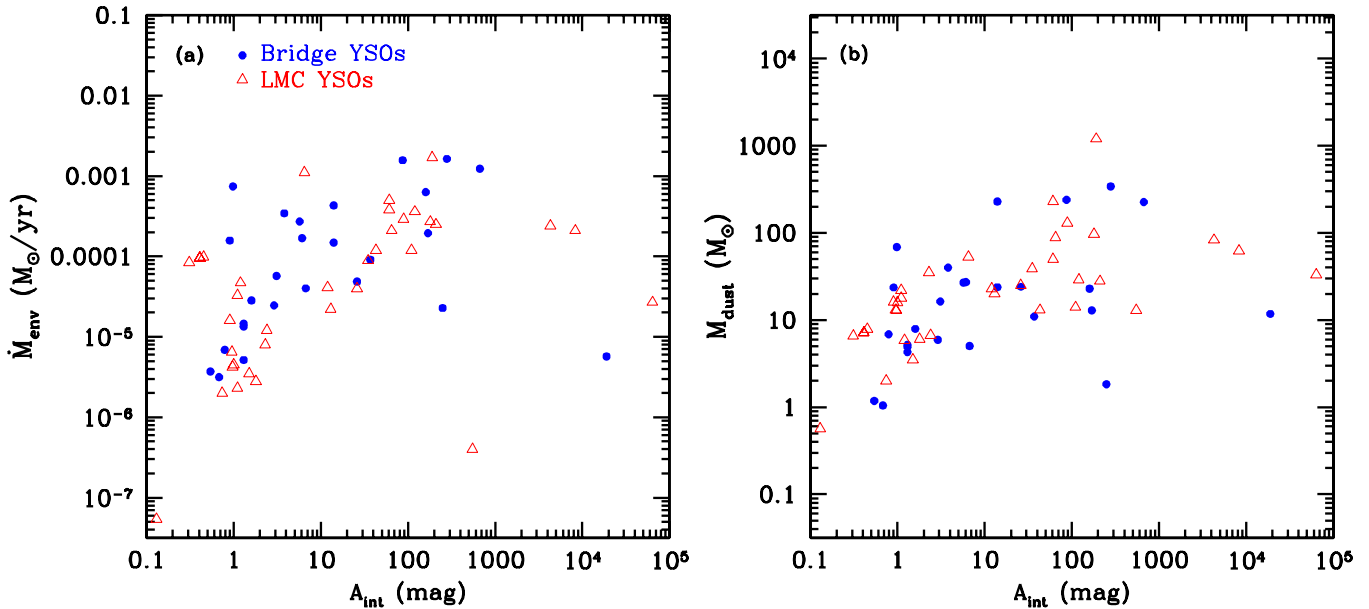 (a)
Bridge YSOs
LMC YSOs
0.1
0.01
0.001
0.0001
10⁻⁵
10⁻⁶
10⁻⁷
Ṁenv (M⊙/yr)
0.1 1 10 100 1000 10⁴ 10⁵
Aint (mag)
(b)
10⁴
1000
100
10
1
0.1
Mdust (M⊙)
0.1 1 10 100 1000 10⁴ 10⁵
Aint (mag)